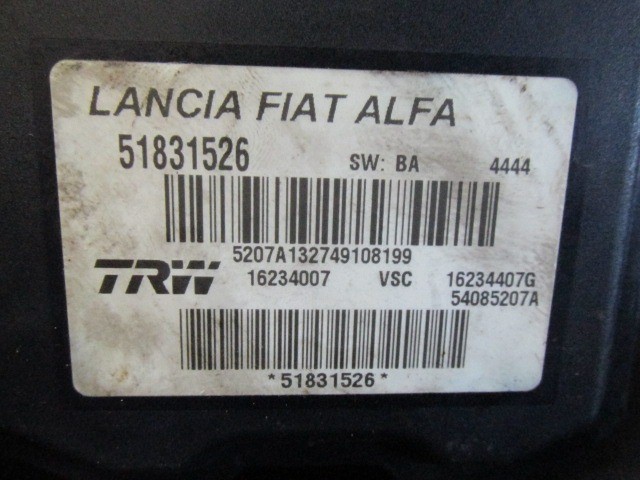 LANCIA FIAT ALFA
51831526 SW: BA 4444
5207A132749108199
TRW 16234007 VSC 16234407G
54085207A
*51831526*